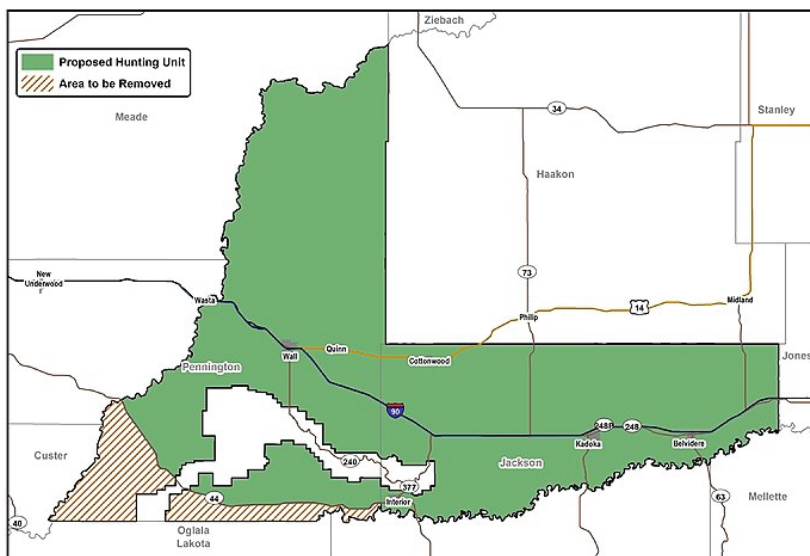 Ziebach
Proposed Hunting Unit
Area to be Removed
Meade
34
Stanley
Haakon
73
New
Underwood
Wasta
14
Midland
Philip
Quinn
Wall
Cottonwood
Jones
Pennington
90
248B
248
Kadoka
Belvidere
Custer
240
Jackson
377
44
Interior
63
Mellette
40
Oglala
Lakota